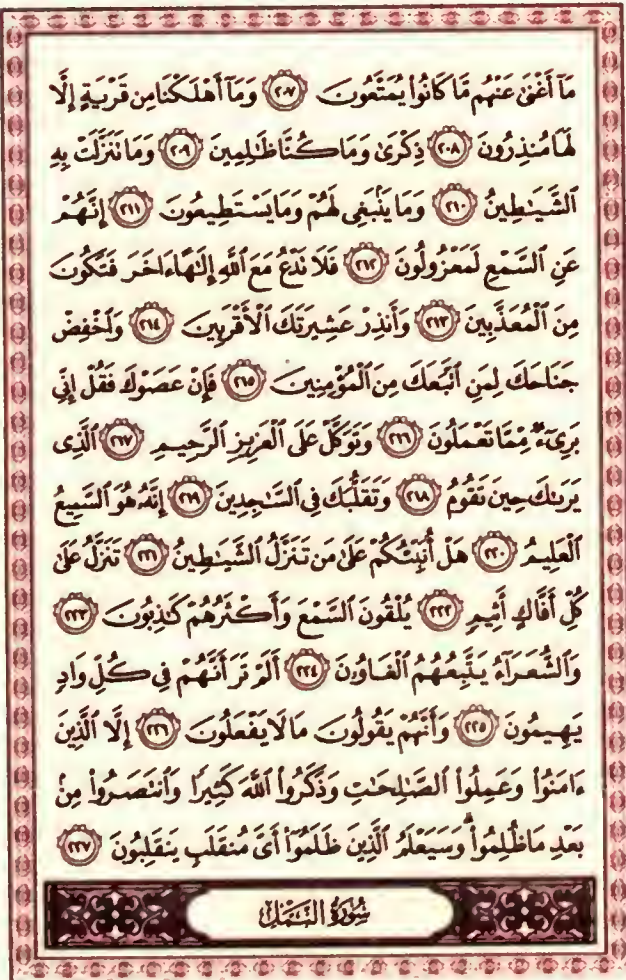 مَآ أَغْنَىٰ عَنْهُم مَّا كَانُوا۟ يُمَتَّعُونَ ٢٠٧ وَمَآ أَهْلَكْنَا مِن قَرْيَةٍ إِلَّا
لَهَا مُنذِرُونَ ٢٠٨ ذِكْرَىٰ وَمَا كُنَّا ظَـٰلِمِينَ ٢٠٩ وَمَا تَنَزَّلَتْ بِهِ
ٱلشَّيَـٰطِينُ ٢١٠ وَمَا يَنۢبَغِى لَهُمْ وَمَا يَسْتَطِيعُونَ ٢١١ إِنَّهُمْ
عَنِ ٱلسَّمْعِ لَمَعْزُولُونَ ٢١٢ فَلَا تَدْعُ مَعَ ٱللَّهِ إِلَـٰهًا ءَاخَرَ فَتَكُونَ
مِنَ ٱلْمُعَذَّبِينَ ٢١٣ وَأَنذِرْ عَشِيرَتَكَ ٱلْأَقْرَبِينَ ٢١٤ وَٱخْفِضْ
جَنَاحَكَ لِمَنِ ٱتَّبَعَكَ مِنَ ٱلْمُؤْمِنِينَ ٢١٥ فَإِنْ عَصَوْكَ فَقُلْ إِنِّى
بَرِىٓءٌ مِّمَّا تَعْمَلُونَ ٢١٦ وَتَوَكَّلْ عَلَى ٱلْعَزِيزِ ٱلرَّحِيمِ ٢١٧ ٱلَّذِى
يَرَىٰكَ حِينَ تَقُومُ ٢١٨ وَتَقَلُّبَكَ فِى ٱلسَّـٰجِدِينَ ٢١٩ إِنَّهُۥ هُوَ ٱلسَّمِيعُ
ٱلْعَلِيمُ ٢٢٠ هَلْ أُنَبِّئُكُمْ عَلَىٰ مَن تَنَزَّلُ ٱلشَّيَـٰطِينُ ٢٢١ تَنَزَّلُ عَلَىٰ
كُلِّ أَفَّاكٍ أَثِيمٍ ٢٢٢ يُلْقُونَ ٱلسَّمْعَ وَأَكْثَرُهُمْ كَـٰذِبُونَ ٢٢٣
وَٱلشُّعَرَآءُ يَتَّبِعُهُمُ ٱلْغَاوُۥنَ ٢٢٤ أَلَمْ تَرَ أَنَّهُمْ فِى كُلِّ وَادٍ
يَهِيمُونَ ٢٢٥ وَأَنَّهُمْ يَقُولُونَ مَا لَا يَفْعَلُونَ ٢٢٦ إِلَّا ٱلَّذِينَ
ءَامَنُوا۟ وَعَمِلُوا۟ ٱلصَّـٰلِحَـٰتِ وَذَكَرُوا۟ ٱللَّهَ كَثِيرًا وَٱنتَصَرُوا۟ مِنۢ
بَعْدِ مَا ظُلِمُوا۟ ۗ وَسَيَعْلَمُ ٱلَّذِينَ ظَلَمُوٓا۟ أَىَّ مُنقَلَبٍ يَنقَلِبُونَ ٢٢٧
سُورَةُ النَّمْلِ